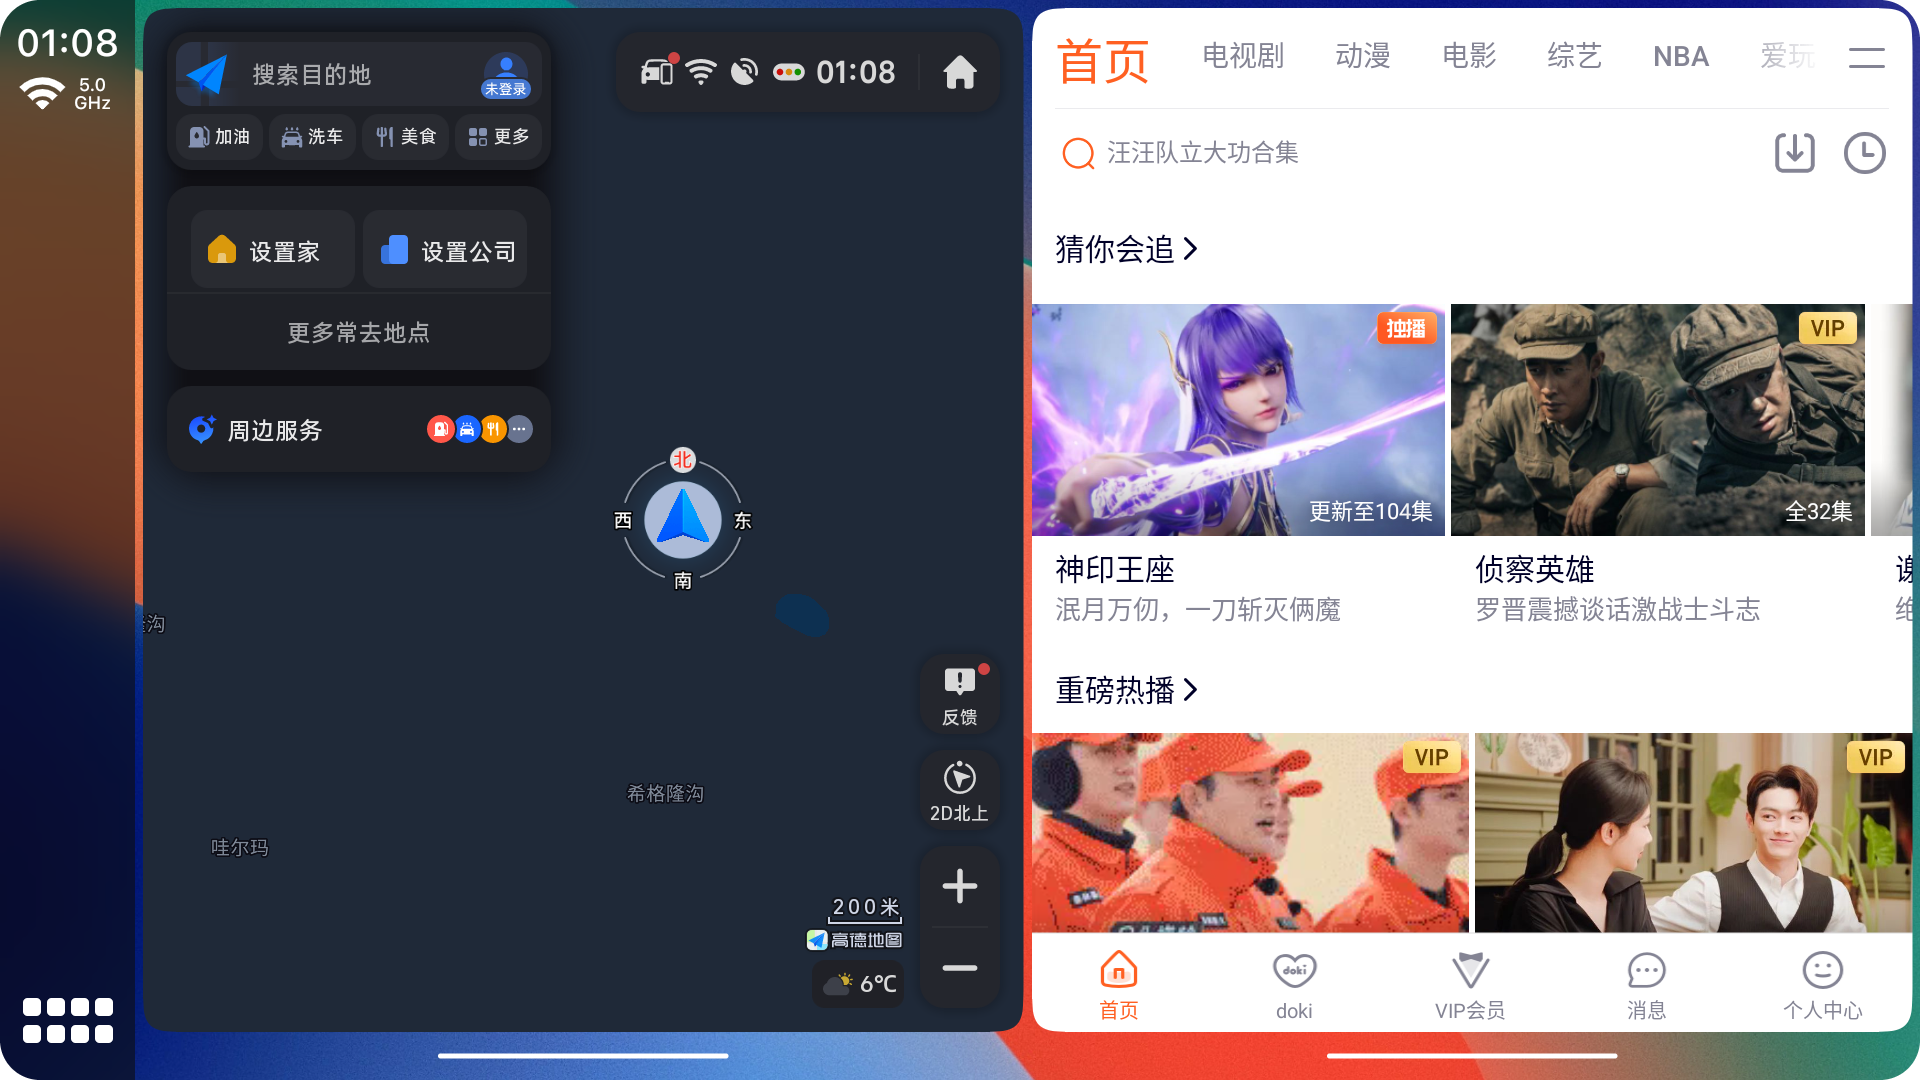 01:08
5.0
GHz
搜索目的地
未登录
加油
洗车
美食
更多
设置家
设置公司
更多常去地点
周边服务
01:08
北
西
东
南
沟
希格隆沟
哇尔玛
反馈
2D北上
200米
高德地图
6℃
首页
电视剧
动漫
电影
综艺
NBA
爱玩
汪汪队立大功合集
猜你会追
独播
更新至104集
VIP
全32集
神印王座
泯月万仞，一刀斩灭俩魔
侦察英雄
罗晋震撼谈话激战士斗志
重磅热播
VIP
VIP
首页
doki
doki
VIP会员
消息
个人中心